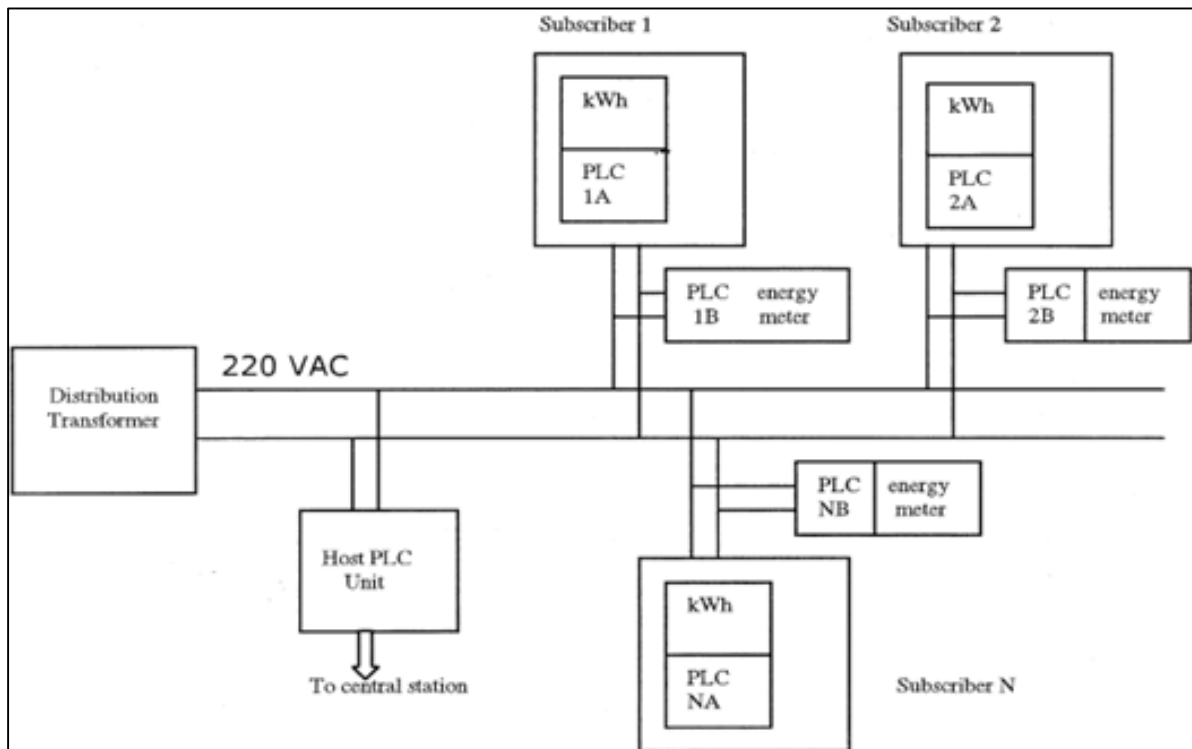 Subscriber 1
Subscriber 2
kWh
PLC
1A
kWh
PLC
2A
PLC energy
1B meter
PLC energy
2B meter
220 VAC
Distribution
Transformer
PLC energy
NB meter
Host PLC
Unit
kWh
PLC
NA
To central station
Subscriber N